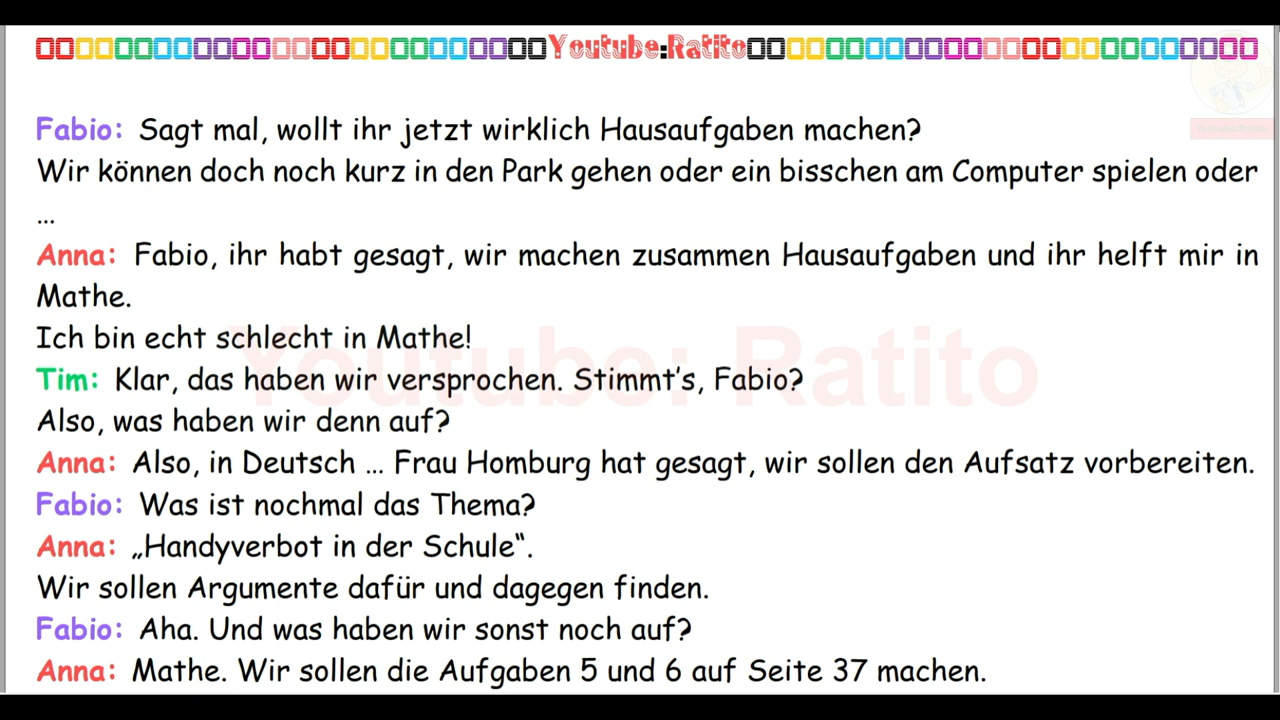 Youtube:Ratito
Fabio: Sagt mal, wollt ihr jetzt wirklich Hausaufgaben machen?
Wir können doch noch kurz in den Park gehen oder ein bisschen am Computer spielen oder
...
Anna: Fabio, ihr habt gesagt, wir machen zusammen Hausaufgaben und ihr helft mir in
Mathe.
Ich bin echt schlecht in Mathe!
Youtube: Ratito
Tim: Klar, das haben wir versprochen. Stimmt's, Fabio?
Also, was haben wir denn auf?
Anna: Also, in Deutsch ... Frau Homburg hat gesagt, wir sollen den Aufsatz vorbereiten.
Fabio: Was ist nochmal das Thema?
Anna: „Handyverbot in der Schule“.
Wir sollen Argumente dafür und dagegen finden.
Fabio: Aha. Und was haben wir sonst noch auf?
Anna: Mathe. Wir sollen die Aufgaben 5 und 6 auf Seite 37 machen.